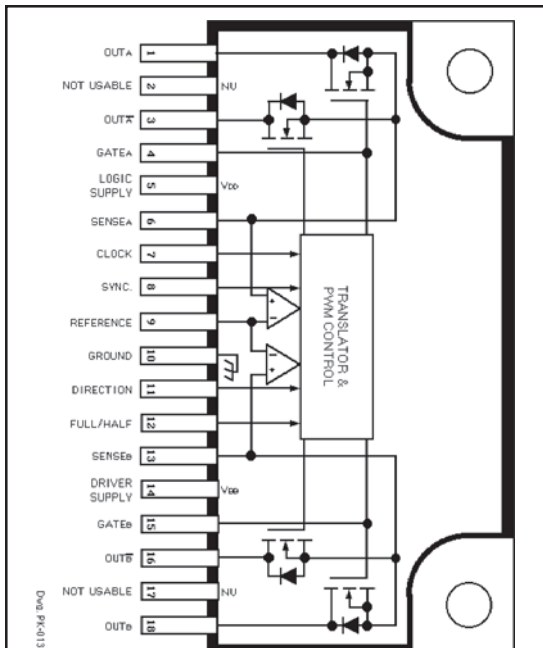 OUTA 1
NOT USABLE 2 NU
OUTA̅ 3
GATEA 4
LOGIC
SUPPLY 5 VDD
SENSEA 6
CLOCK 7
SYNC. 8
REFERENCE 9
GROUND 10
DIRECTION 11
FULL/HALF 12
SENSEB 13
DRIVER
SUPPLY 14 VBB
GATEB 15
OUTB̅ 16
NOT USABLE 17 NU
OUTB 18
+
−
−
+
TRANSLATOR &
PWM CONTROL
Dwg. PK-013